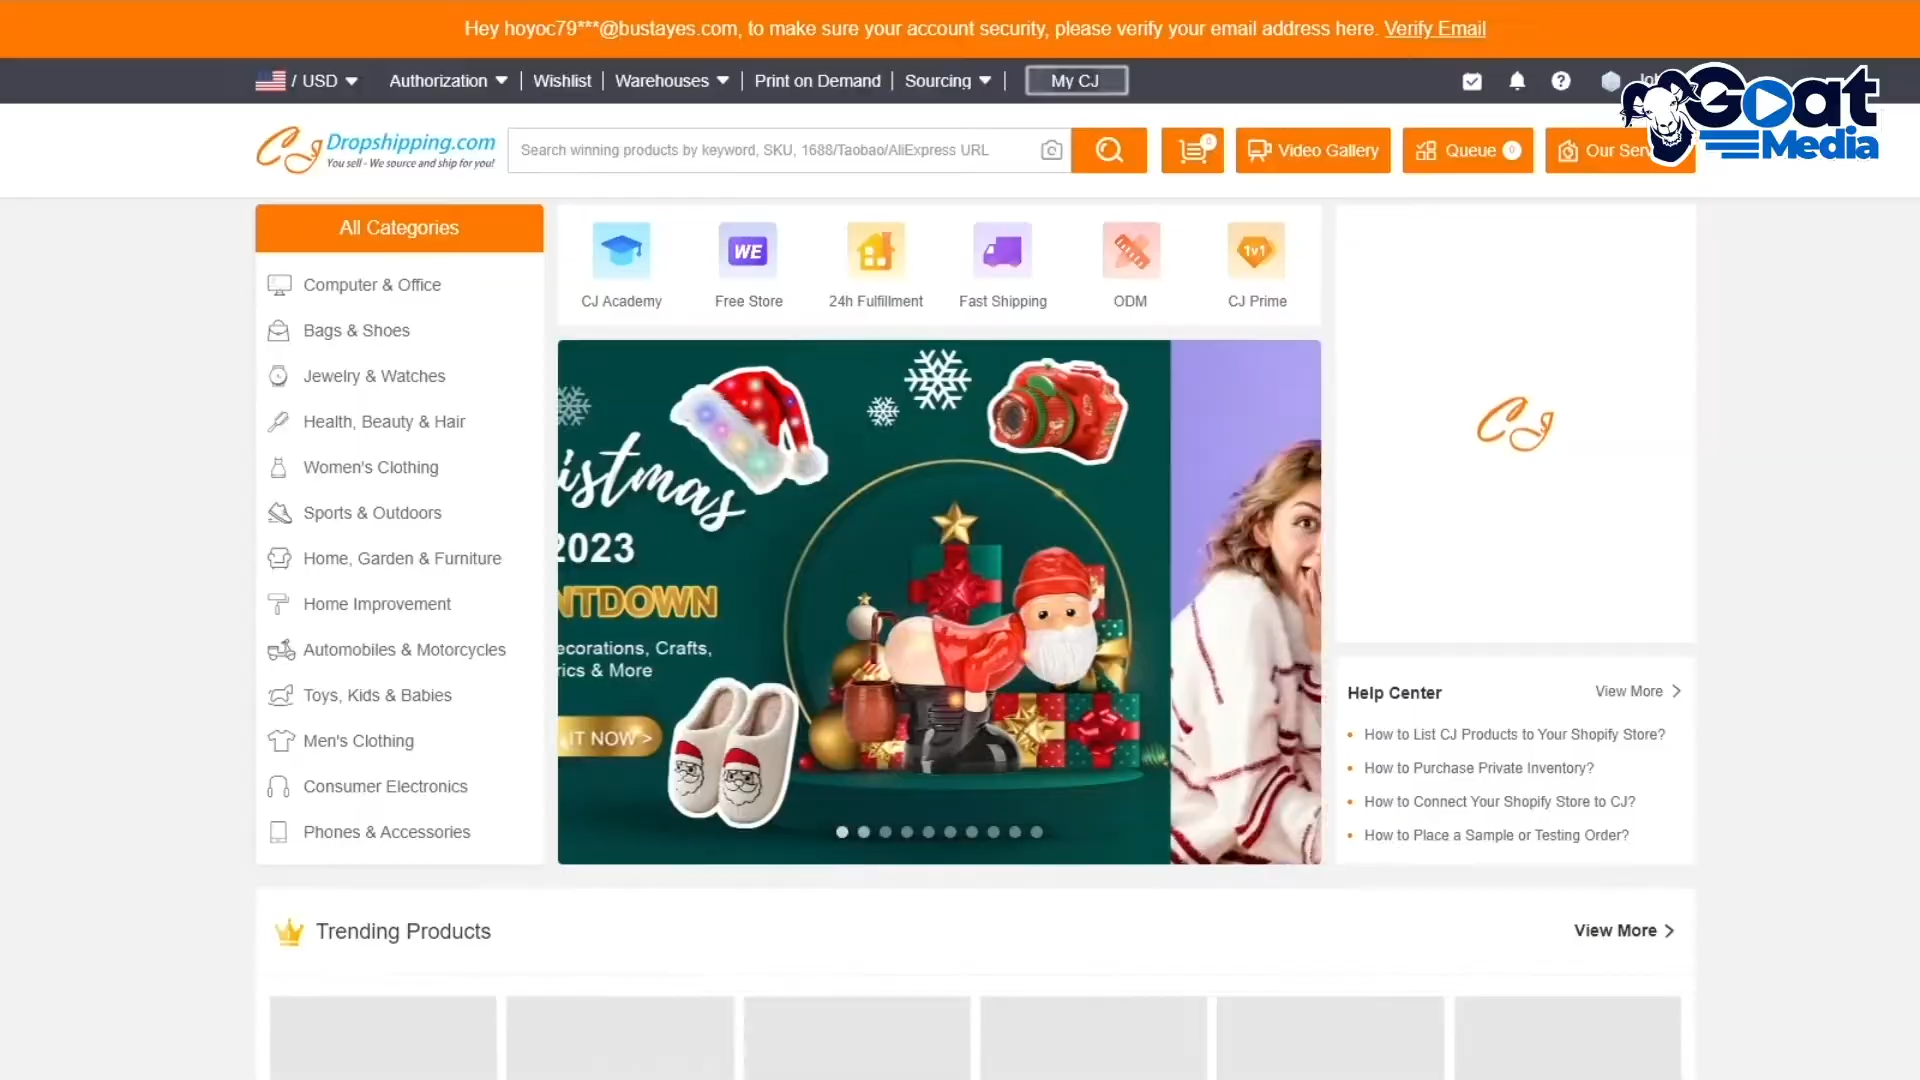 Hey hoyoc79***@bustayes.com, to make sure your account security, please verify your email address here. Verify Email
/ USD Authorization Wishlist Warehouses Print on Demand Sourcing My CJ
Goat
Media
CJ Dropshipping.com
You sell - We source and ship for you!
Search winning products by keyword, SKU, 1688/Taobao/AliExpress URL
0
Video Gallery
Queue 0
Our
All Categories
Computer & Office
Bags & Shoes
Jewelry & Watches
Health, Beauty & Hair
Women's Clothing
Sports & Outdoors
Home, Garden & Furniture
Home Improvement
Automobiles & Motorcycles
Toys, Kids & Babies
Men's Clothing
Consumer Electronics
Phones & Accessories
WE
1v1
CJ Academy
Free Store
24h Fulfillment
Fast Shipping
ODM
CJ Prime
istmas
2023
NTDOWN
ecorations, Crafts,
rics & More
IT NOW >
CJ
Help Center
View More
How to List CJ Products to Your Shopify Store?
How to Purchase Private Inventory?
How to Connect Your Shopify Store to CJ?
How to Place a Sample or Testing Order?
Trending Products
View More